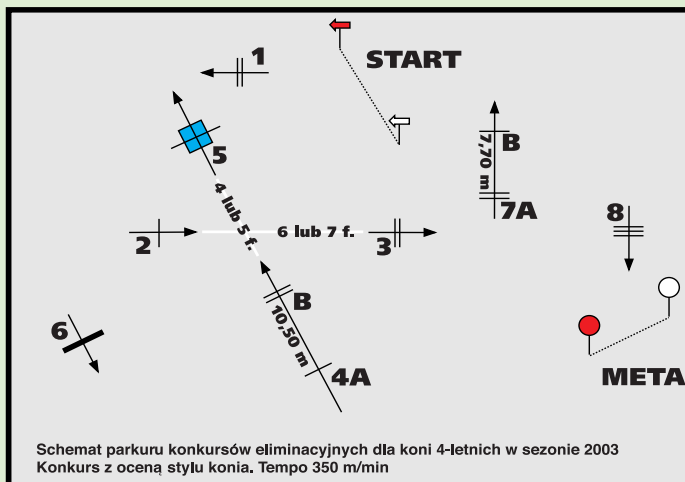 START
1
5
B
7,70 m
7A
4 lub 5 f.
2
6 lub 7 f.
3
8
6
B
10,50 m
4A
META
Schemat parkuru konkursów eliminacyjnych dla koni 4-letnich w sezonie 2003
Konkurs z oceną stylu konia. Tempo 350 m/min